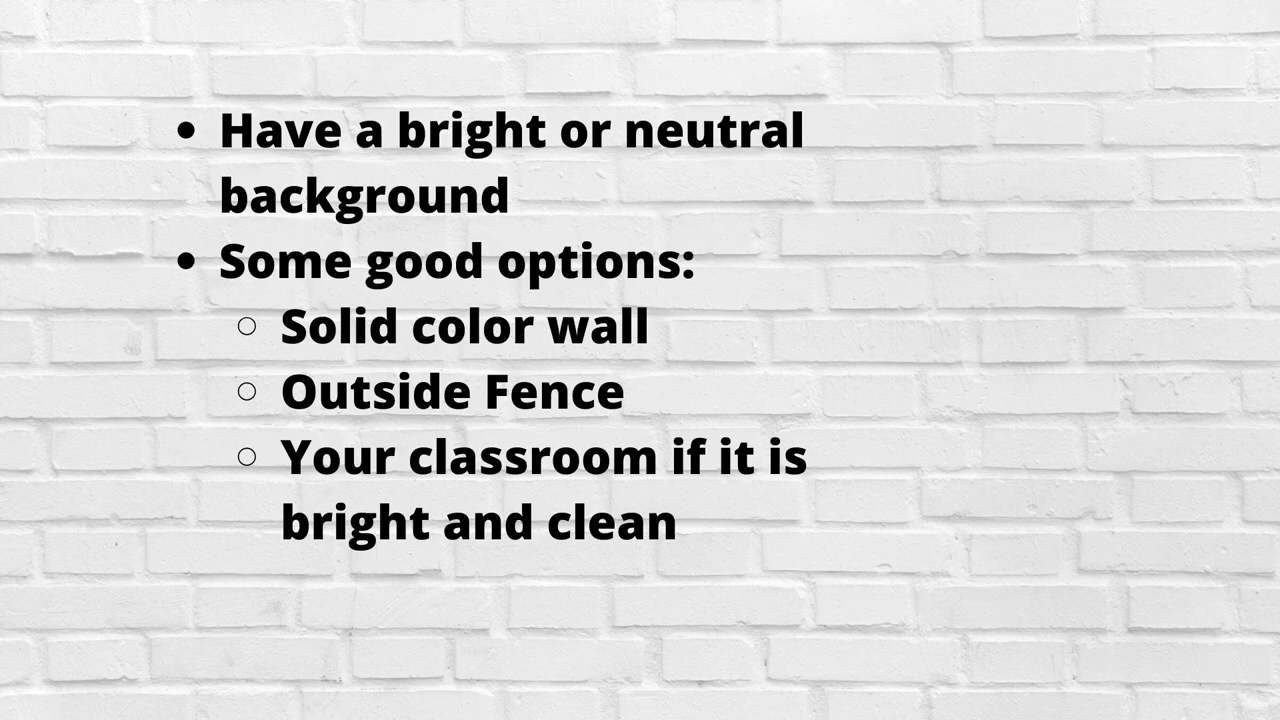 • Have a bright or neutral
background
• Some good options:
○ Solid color wall
○ Outside Fence
○ Your classroom if it is
bright and clean